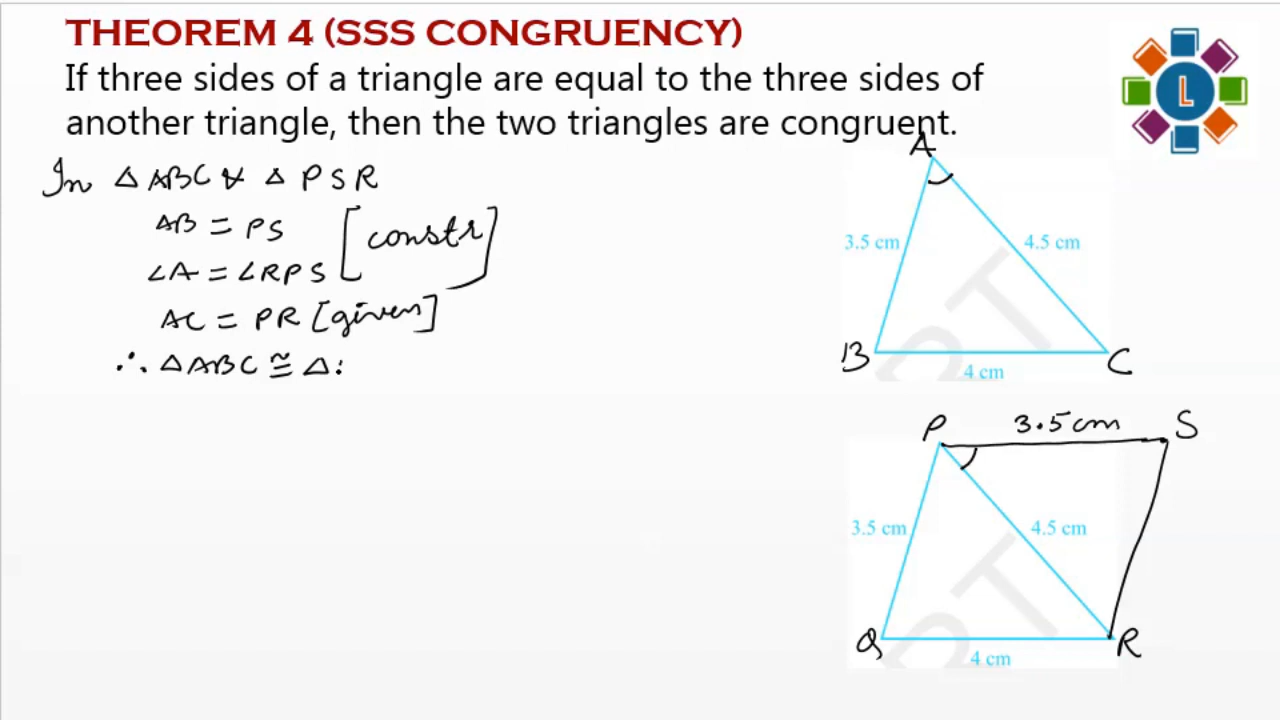 THEOREM 4 (SSS CONGRUENCY)
If three sides of a triangle are equal to the three sides of
another triangle, then the two triangles are congruent.
L
In △ ABC & △ PSR
AB = PS
[constr]
∠A = ∠RPS
AC = PR [given]
∴ △ABC ≅ △:
A
3.5 cm
4.5 cm
B
C
4 cm
P
3.5cm
S
3.5 cm
4.5 cm
Q
R
4 cm